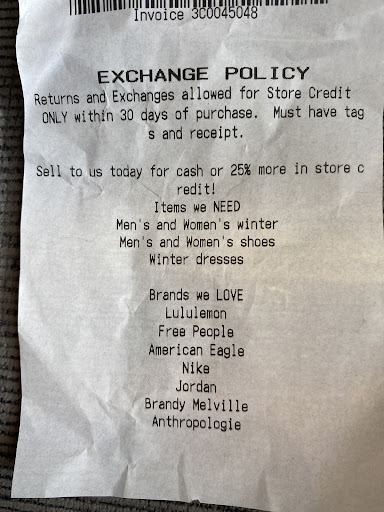 Invoice 3C0045048
EXCHANGE POLICY
Returns and Exchanges allowed for Store Credit
ONLY within 30 days of purchase. Must have tag
s and receipt.
Sell to us today for cash or 25% more in store c
redit!
Items we NEED
Men's and Women's winter
Men's and Women's shoes
Winter dresses
Brands we LOVE
Lululemon
Free People
American Eagle
Nike
Jordan
Brandy Melville
Anthropologie